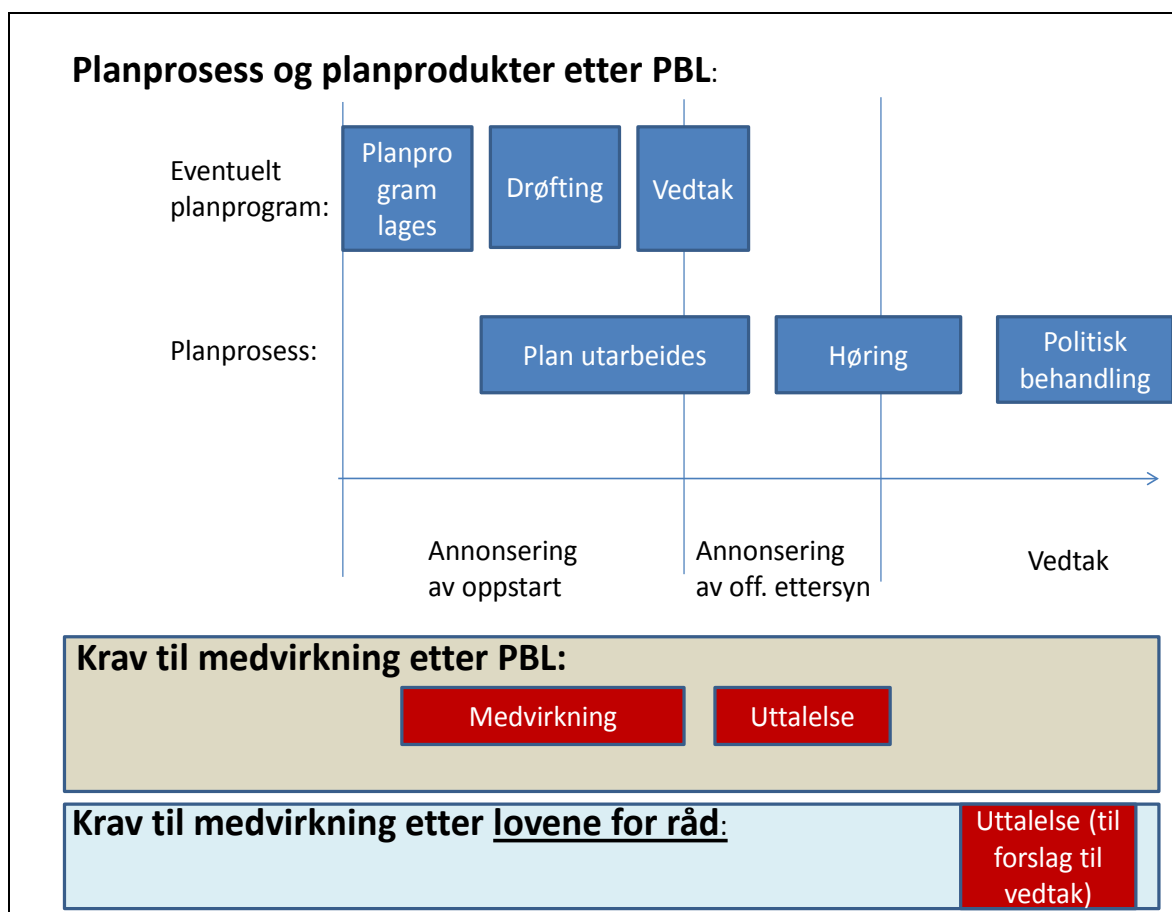 Planprosess og planprodukter etter PBL:
Eventuelt
planprogram:
Planpro
gram
lages
Drøfting
Vedtak
Planprosess:
Plan utarbeides
Høring
Politisk
behandling
Annonsering
av oppstart
Annonsering
av off. ettersyn
Vedtak
Krav til medvirkning etter PBL:
Medvirkning
Uttalelse
Krav til medvirkning etter lovene for råd:
Uttalelse (til
forslag til
vedtak)